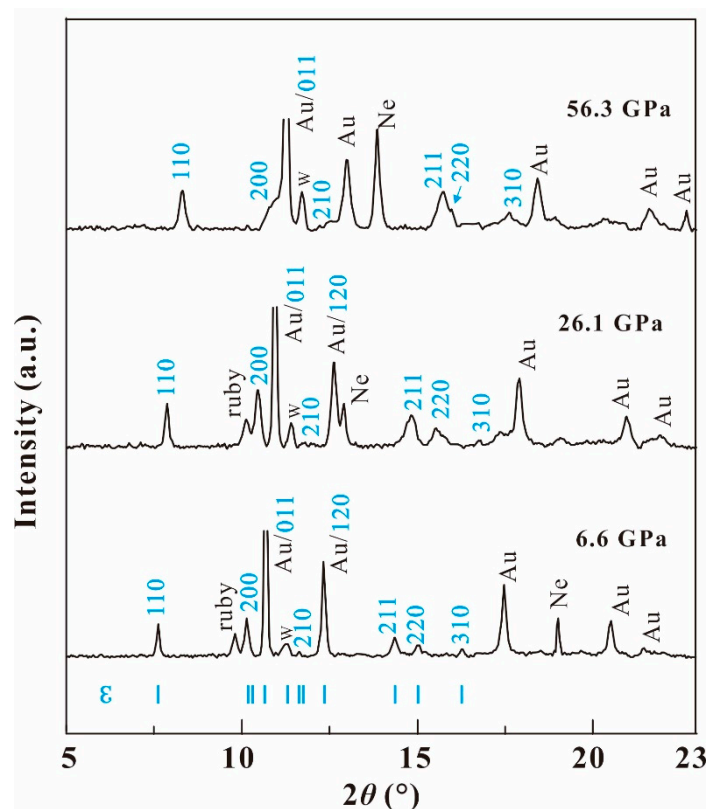 56.3 GPa
110
200
Au/011
w
210
Au
Ne
211
220
310
Au
Au
Au
26.1 GPa
110
ruby
200
Au/011
w
210
Au/120
Ne
211
220
310
Au
Au
Au
6.6 GPa
110
ruby
200
Au/011
w
210
Au/120
211
220
310
Au
Ne
Au
Au
ε
5
10
15
20
23
2θ (°)
Intensity (a.u.)